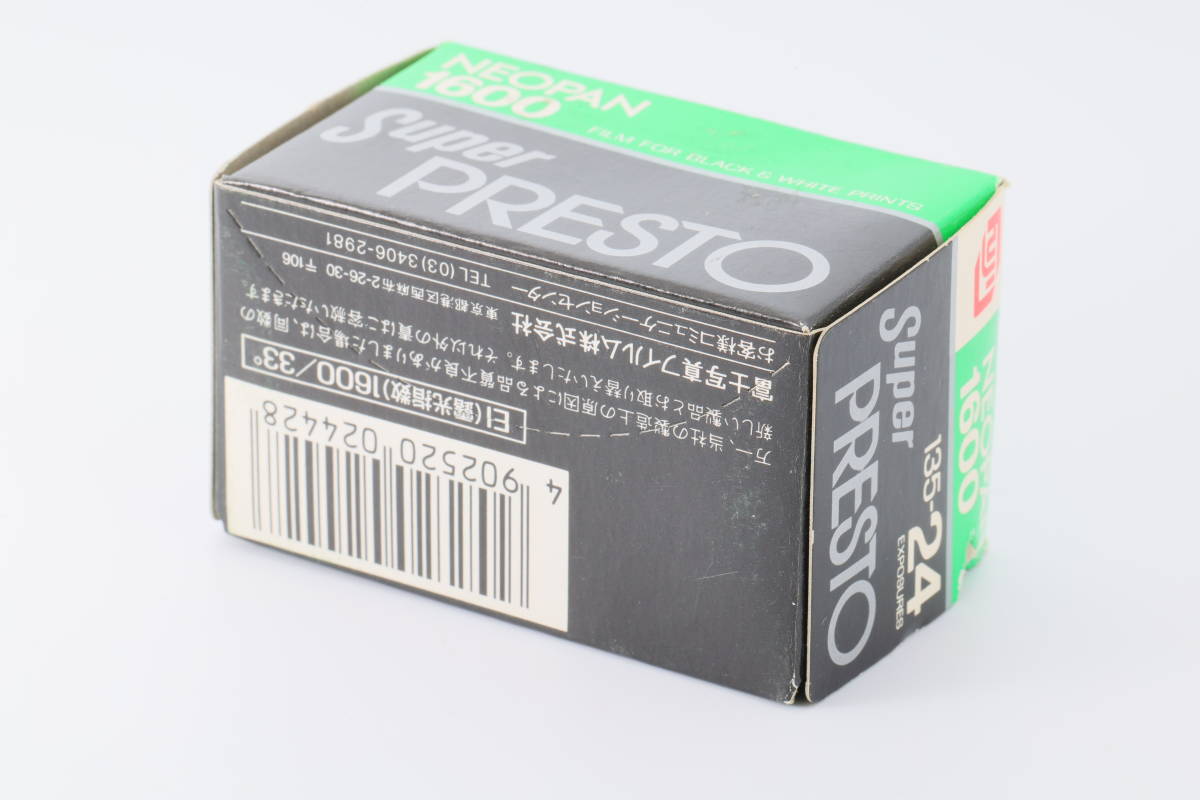 NEOPAN
1600
FILM FOR BLACK & WHITE PRINTS
Super
PRESTO
万一、当社の製造上の原因による品質不良がありました場合は同数の
新しい製品とお取り替えいたします。それ以外の責はご容赦いただきます。
富士写真フイルム株式会社 東京都港区西麻布2-26-30 〒106
お客様コミュニケーションセンター TEL (03)3406-2981
EI(露光指数)1600/33°
4 902520 024428
FUJI
NEOPAN
1600
135-24
EXPOSURES
Super
PRESTO